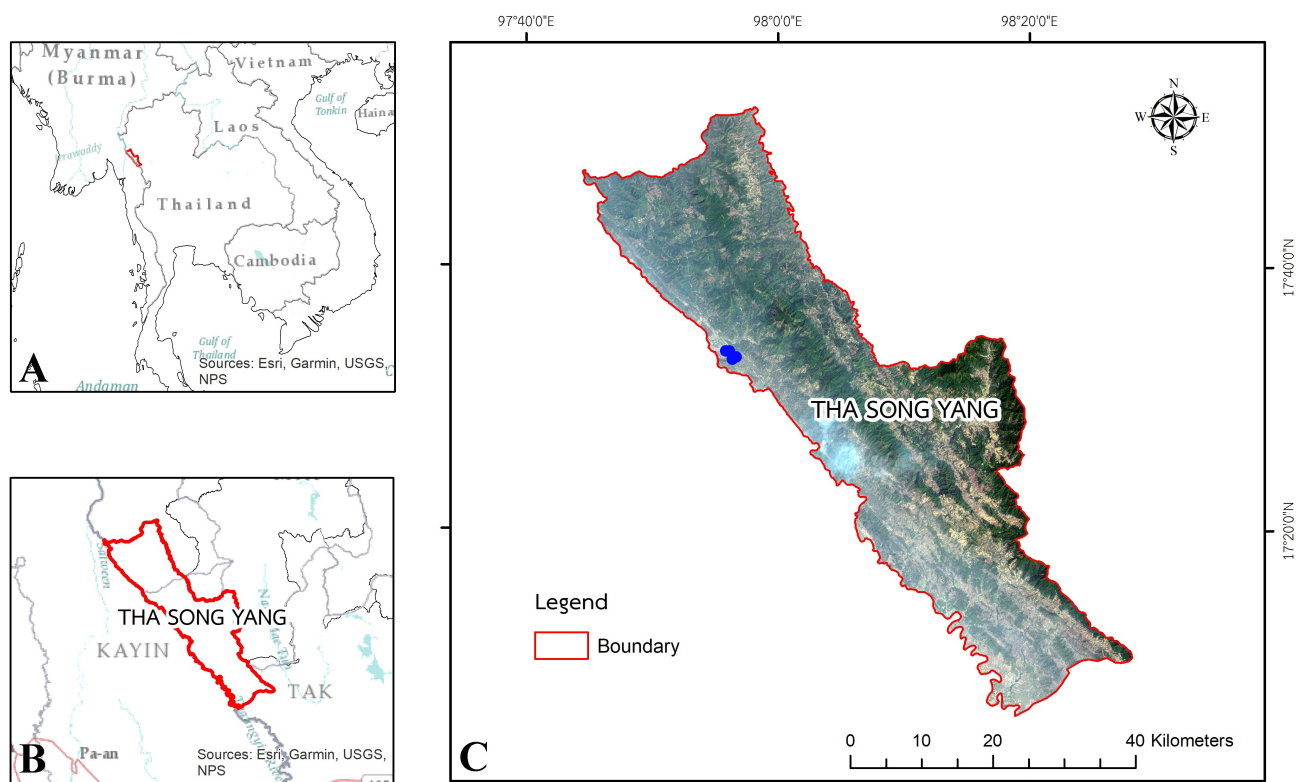 97°40'0"E
98°0'0"E
98°20'0"E
Myanmar
(Burma)
Vietnam
Gulf of
Tonkin
Haina
Laos
Irrawaddy
Thailand
Cambodia
Gulf of
Thailand
Sources: Esri, Garmin, USGS,
NPS
Andaman
A
N
W
E
S
17°40'0"N
17°20'0"N
THA SONG YANG
Legend
Boundary
0
10
20
40 Kilometers
C
Salween
THA SONG YANG
KAYIN
TAK
Pa-an
Sources: Esri, Garmin, USGS,
NPS
B